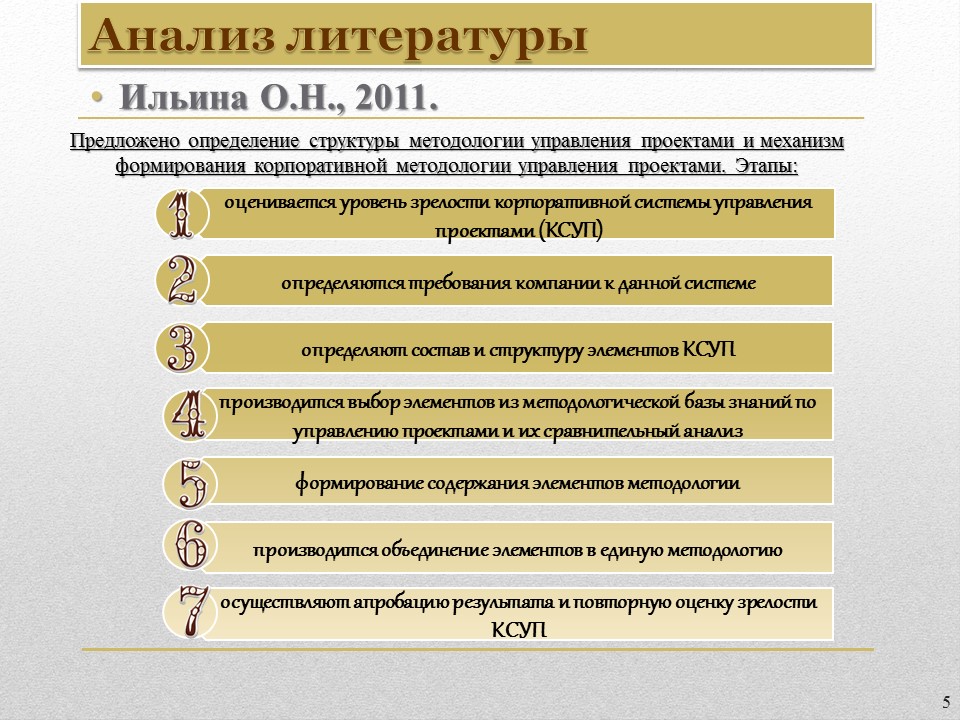 Анализ литературы
• Ильина О.Н., 2011.
Предложено определение структуры методологии управления проектами и механизм
формирования корпоративной методологии управления проектами. Этапы:
1 оценивается уровень зрелости корпоративной системы управления
проектами (КСУП)
2 определяются требования компании к данной системе
3 определяют состав и структуру элементов КСУП
4 производится выбор элементов из методологической базы знаний по
управлению проектами и их сравнительный анализ
5 формирование содержания элементов методологии
6 производится объединение элементов в единую методологию
7 осуществляют апробацию результата и повторную оценку зрелости
КСУП
5